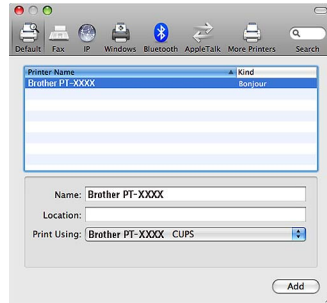 Default Fax IP Windows Bluetooth AppleTalk More Printers Search
Printer Name Kind
Brother PT-XXXX Bonjour
Name: Brother PT-XXXX
Location:
Print Using: Brother PT-XXXX CUPS
Add